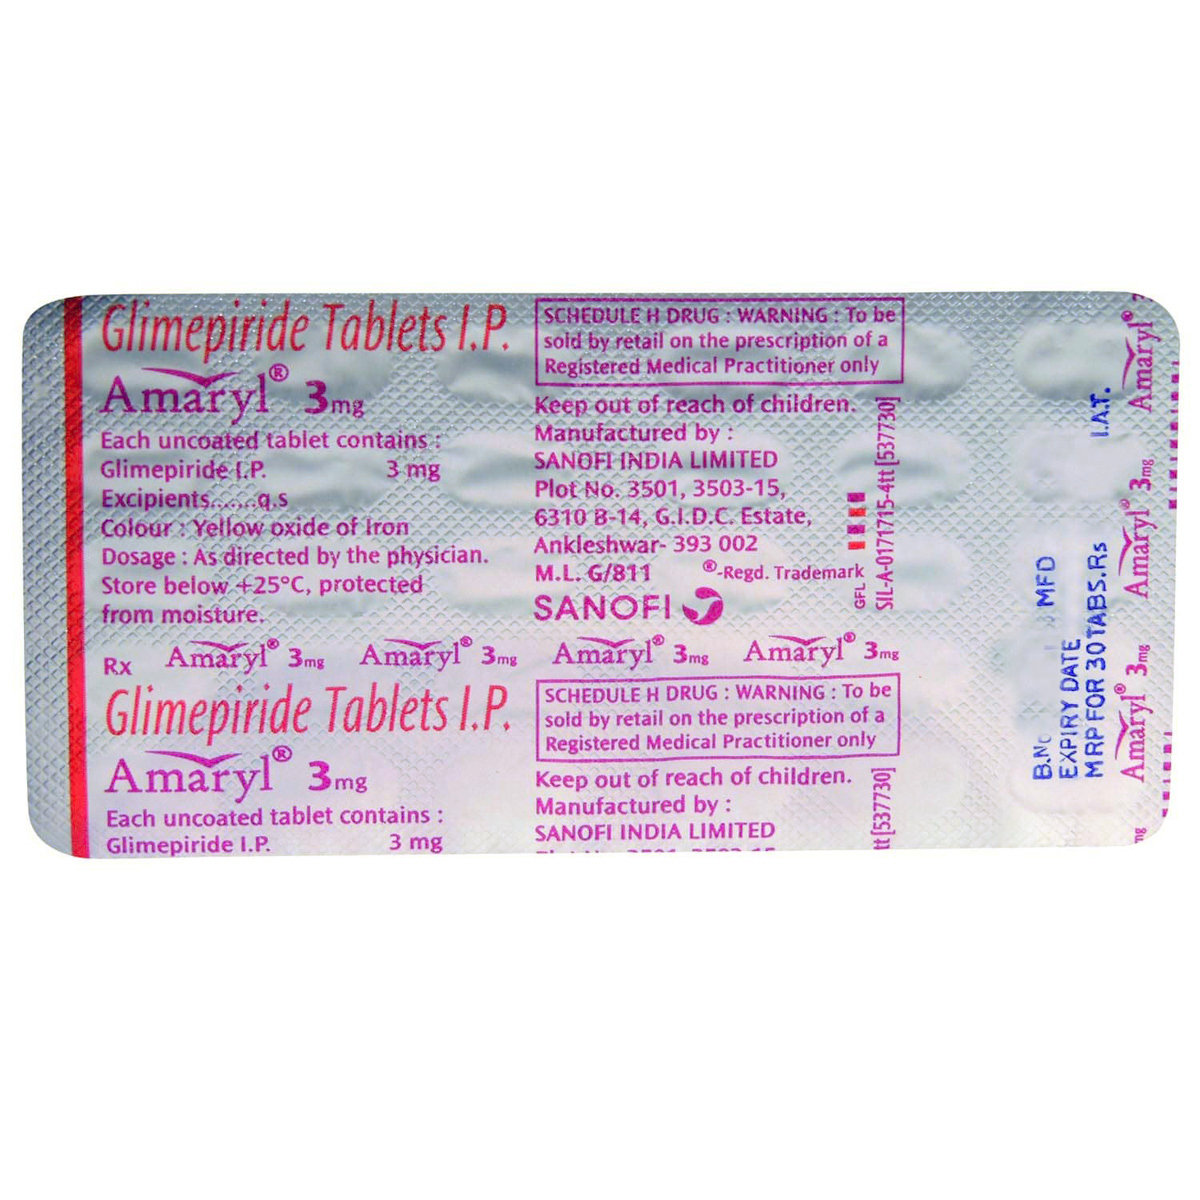 Glimepiride Tablets I.P.
Amaryl® 3mg
Each uncoated tablet contains :
Glimepiride I.P. 3 mg
Excipients.......q.s
Colour : Yellow oxide of Iron
Dosage : As directed by the physician.
Store below +25°C, protected
from moisture.
SCHEDULE H DRUG : WARNING : To be
sold by retail on the prescription of a
Registered Medical Practitioner only
Keep out of reach of children.
Manufactured by :
SANOFI INDIA LIMITED
Plot No. 3501, 3503-15,
6310 B-14, G.I.D.C. Estate,
Ankleshwar- 393 002
M.L. G/811 ®-Regd. Trademark
SANOFI
GFL
SIL-A-0171715-4tt [537730]
Rx Amaryl® 3mg Amaryl® 3mg Amaryl® 3mg Amaryl® 3mg
Glimepiride Tablets I.P.
Amaryl® 3mg
Each uncoated tablet contains :
Glimepiride I.P. 3 mg
SCHEDULE H DRUG : WARNING : To be
sold by retail on the prescription of a
Registered Medical Practitioner only
Keep out of reach of children.
Manufactured by :
SANOFI INDIA LIMITED
tt [537730]
MFD
EXPIRY DATE
MRP FOR 30 TABS.Rs I.A.T.
Amaryl® 3mg Amaryl® 3mg Amaryl®